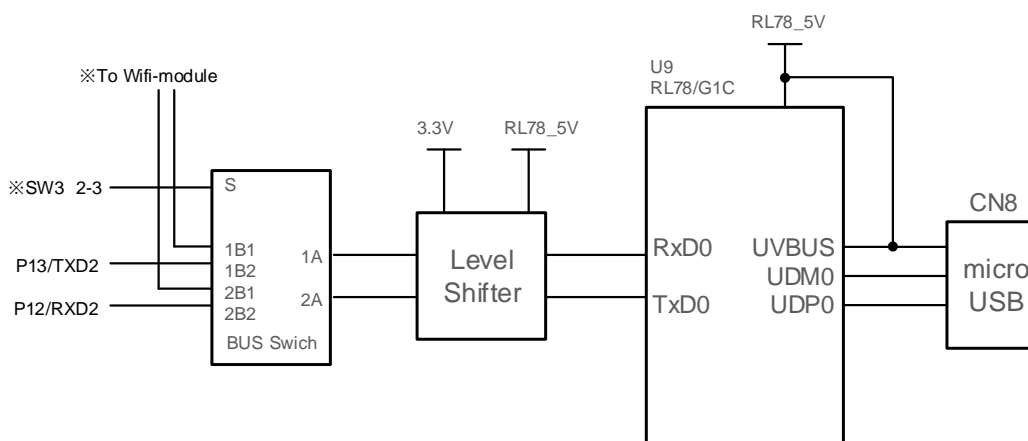 RL78_5V
U9
RL78/G1C
※To Wifi-module
3.3V
RL78_5V
※SW3 2-3
S
CN8
1B1
1A
RxD0
UVBUS
P13/TXD2
1B2
Level
Shifter
UDM0
micro
USB
2B1
2A
TxD0
UDP0
P12/RXD2
2B2
BUS Swich